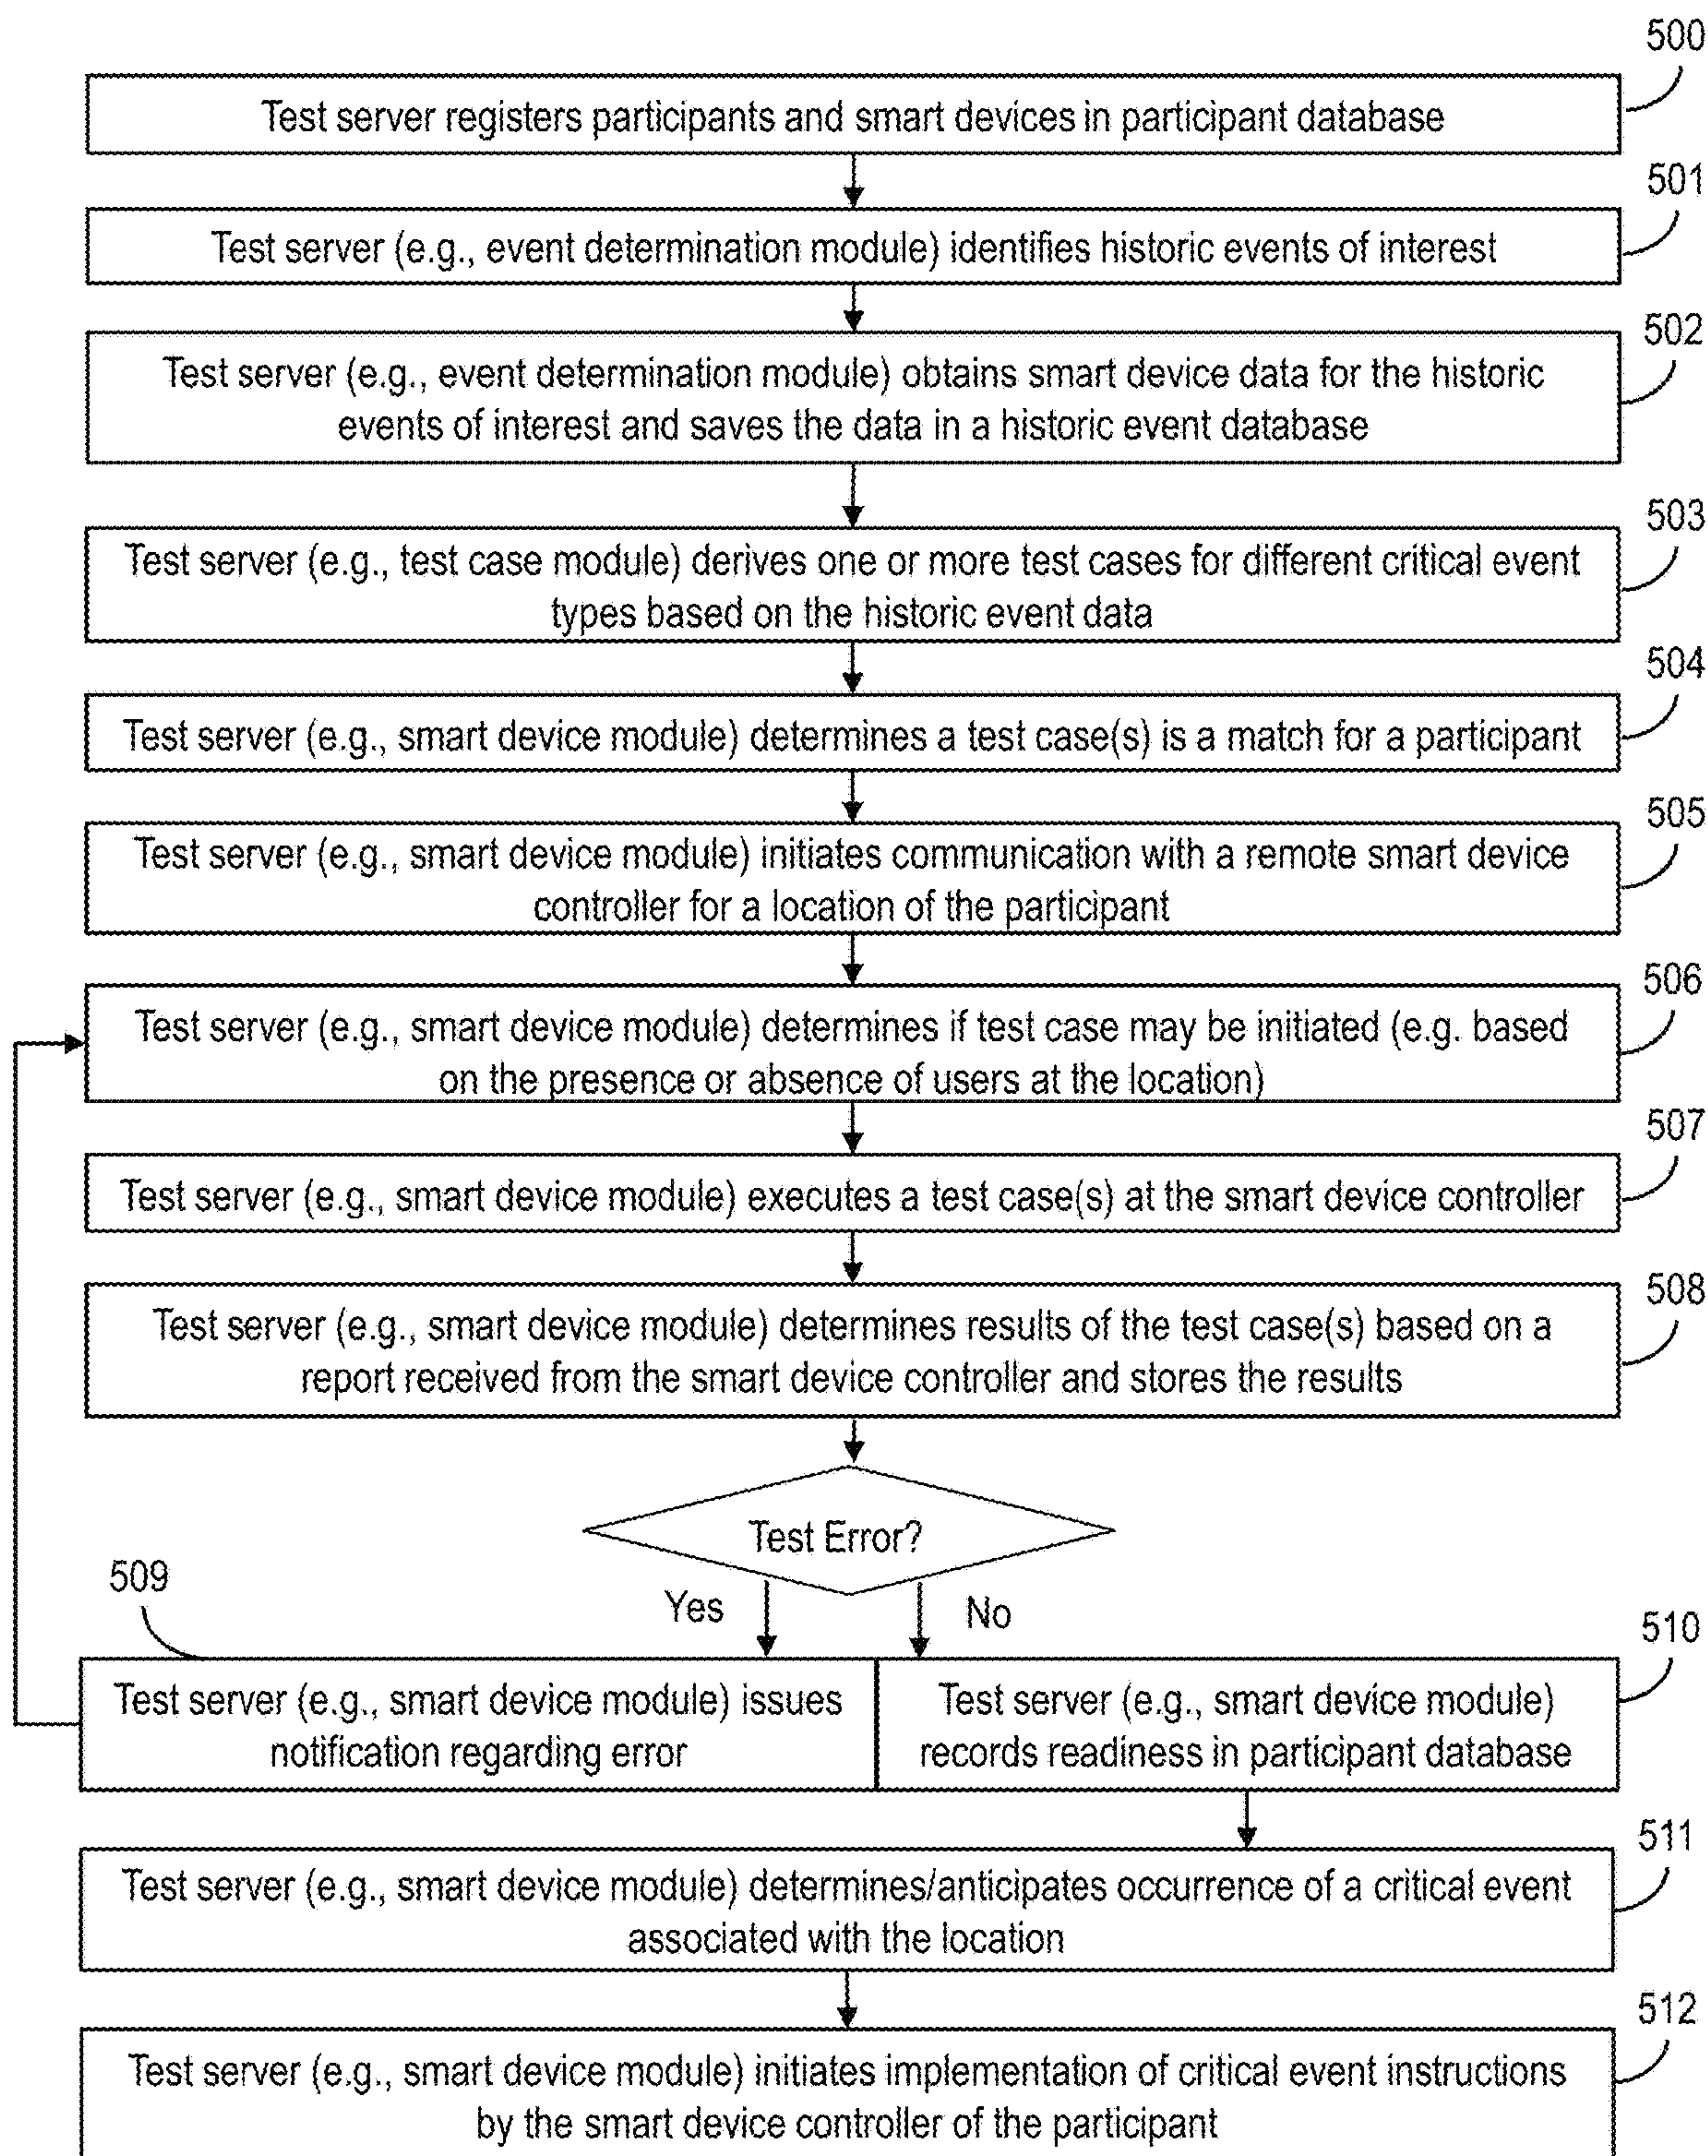 500
Test server registers participants and smart devices in participant database
501
Test server (e.g., event determination module) identifies historic events of interest
502
Test server (e.g., event determination module) obtains smart device data for the historic
events of interest and saves the data in a historic event database
503
Test server (e.g., test case module) derives one or more test cases for different critical event
types based on the historic event data
504
Test server (e.g., smart device module) determines a test case(s) is a match for a participant
505
Test server (e.g., smart device module) initiates communication with a remote smart device
controller for a location of the participant
506
Test server (e.g., smart device module) determines if test case may be initiated (e.g. based
on the presence or absence of users at the location)
507
Test server (e.g., smart device module) executes a test case(s) at the smart device controller
508
Test server (e.g., smart device module) determines results of the test case(s) based on a
report received from the smart device controller and stores the results
Test Error?
Yes
No
509
Test server (e.g., smart device module) issues
notification regarding error
510
Test server (e.g., smart device module)
records readiness in participant database
511
Test server (e.g., smart device module) determines/anticipates occurrence of a critical event
associated with the location
512
Test server (e.g., smart device module) initiates implementation of critical event instructions
by the smart device controller of the participant